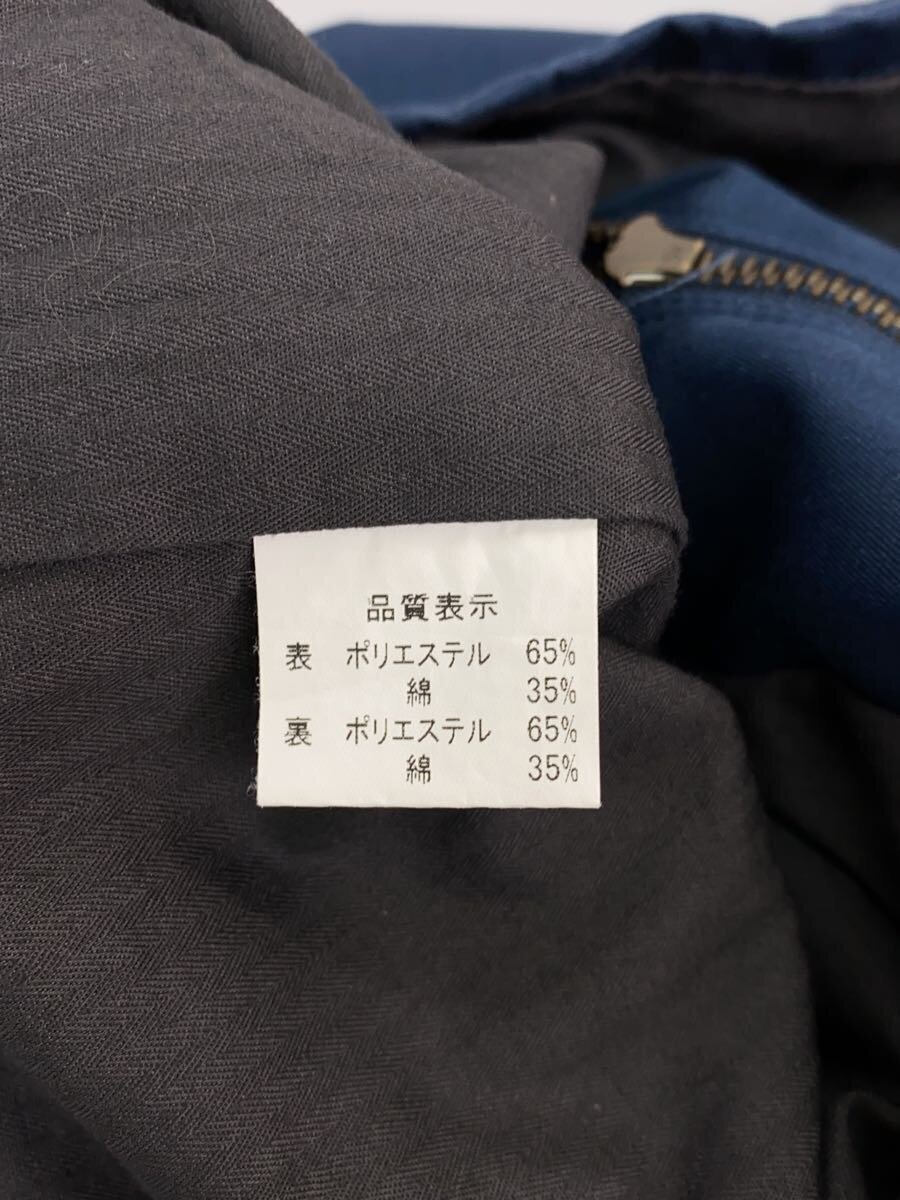 品質表示
表 ポリエステル 65%
綿 35%
裏 ポリエステル 65%
綿 35%